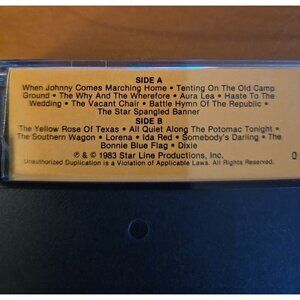 SIDE A
When Johnny Comes Marching Home • Tenting On The Old Camp
Ground • The Why And The Wherefore • Aura Lea • Haste To The
Wedding • The Vacant Chair • Battle Hymn Of The Republic •
The Star Spangled Banner
SIDE B
The Yellow Rose Of Texas • All Quiet Along The Potomac Tonight •
The Southern Wagon • Lorena • Ida Red • Somebody's Darling • The
Bonnie Blue Flag • Dixie
℗ & © 1983 Star Line Productions, Inc.
Unauthorized Duplication is a Violation of Applicable Laws. All Rights Reserved.